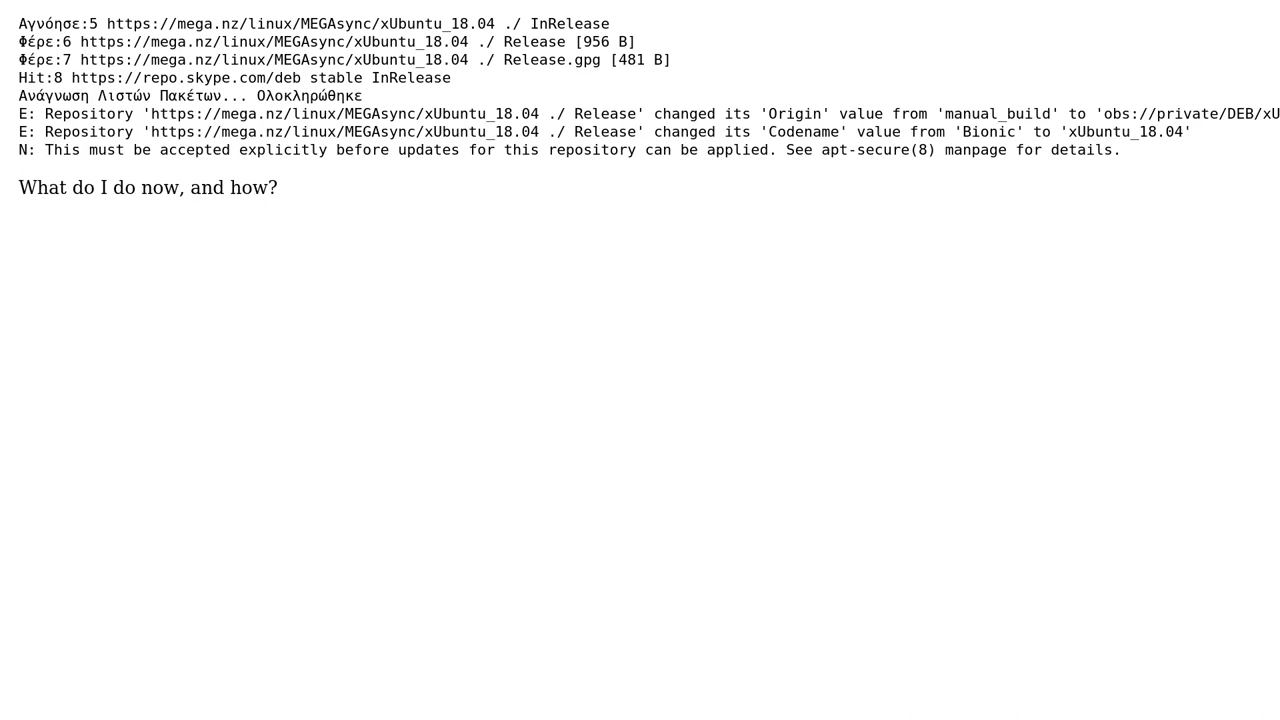 Αγνόησε:5 https://mega.nz/linux/MEGAsync/xUbuntu_18.04 ./ InRelease
Φέρε:6 https://mega.nz/linux/MEGAsync/xUbuntu_18.04 ./ Release [956 B]
Φέρε:7 https://mega.nz/linux/MEGAsync/xUbuntu_18.04 ./ Release.gpg [481 B]
Hit:8 https://repo.skype.com/deb stable InRelease
Ανάγνωση Λιστών Πακέτων... Ολοκληρώθηκε
E: Repository 'https://mega.nz/linux/MEGAsync/xUbuntu_18.04 ./ Release' changed its 'Origin' value from 'manual_build' to 'obs://private/DEB/xU
E: Repository 'https://mega.nz/linux/MEGAsync/xUbuntu_18.04 ./ Release' changed its 'Codename' value from 'Bionic' to 'xUbuntu_18.04'
N: This must be accepted explicitly before updates for this repository can be applied. See apt-secure(8) manpage for details.
What do I do now, and how?